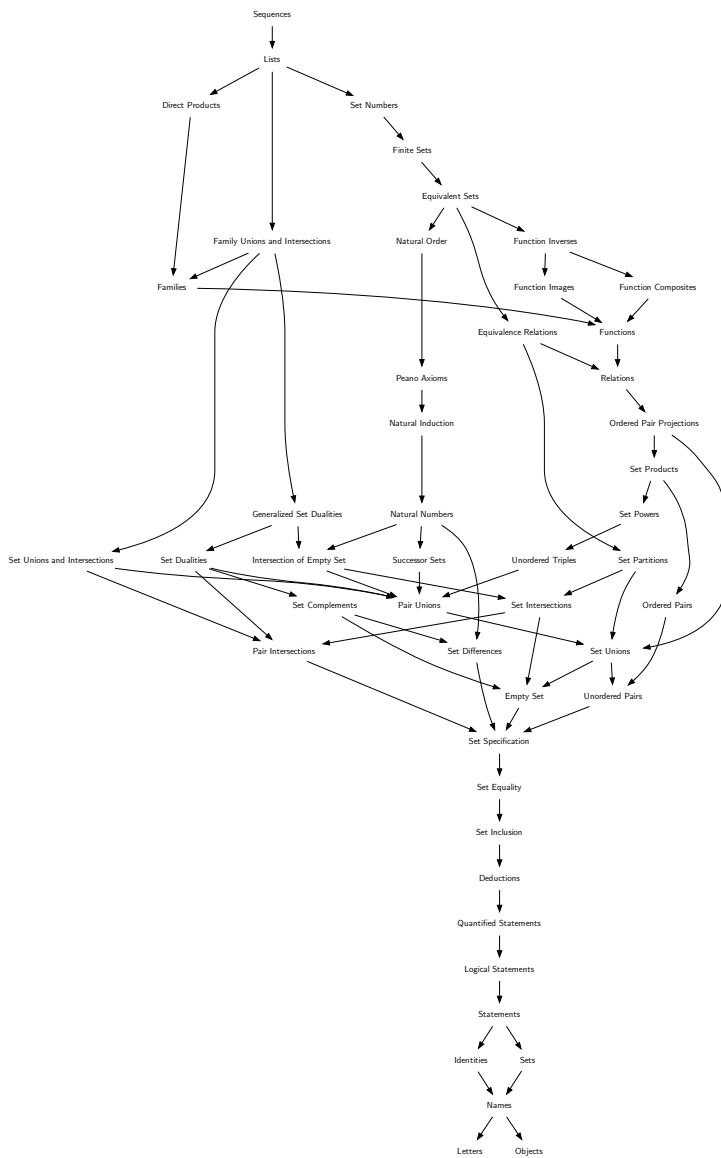 Sequences
Lists
Direct Products
Set Numbers
Finite Sets
Equivalent Sets
Family Unions and Intersections
Natural Order
Function Inverses
Families
Function Images
Function Composites
Equivalence Relations
Functions
Peano Axioms
Relations
Natural Induction
Ordered Pair Projections
Set Products
Generalized Set Dualities
Natural Numbers
Set Powers
Set Unions and Intersections
Set Dualities
Intersection of Empty Set
Successor Sets
Unordered Triples
Set Partitions
Set Complements
Pair Unions
Set Intersections
Ordered Pairs
Pair Intersections
Set Differences
Set Unions
Empty Set
Unordered Pairs
Set Specification
Set Equality
Set Inclusion
Deductions
Quantified Statements
Logical Statements
Statements
Identities
Sets
Names
Letters
Objects